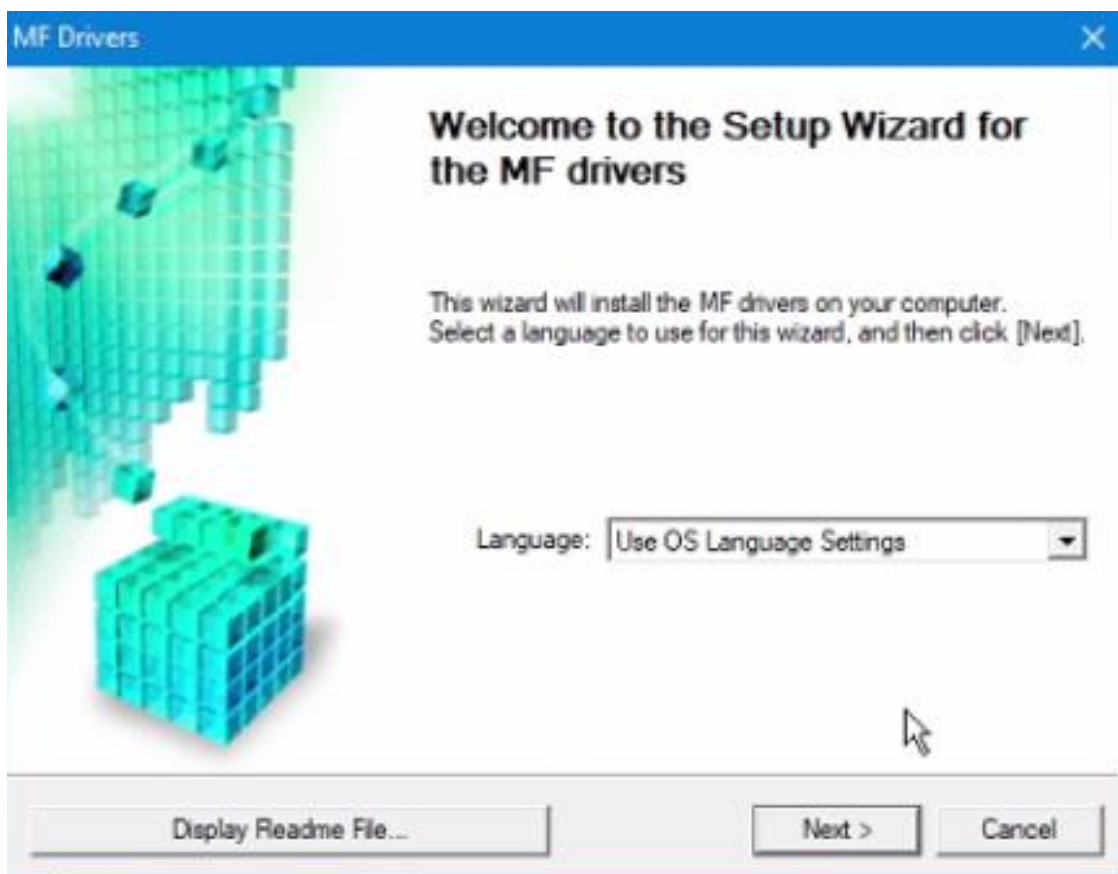 MF Drivers
Welcome to the Setup Wizard for
the MF drivers
This wizard will install the MF drivers on your computer.
Select a language to use for this wizard, and then click [Next].
Language: Use OS Language Settings
Display Readme File... Next > Cancel